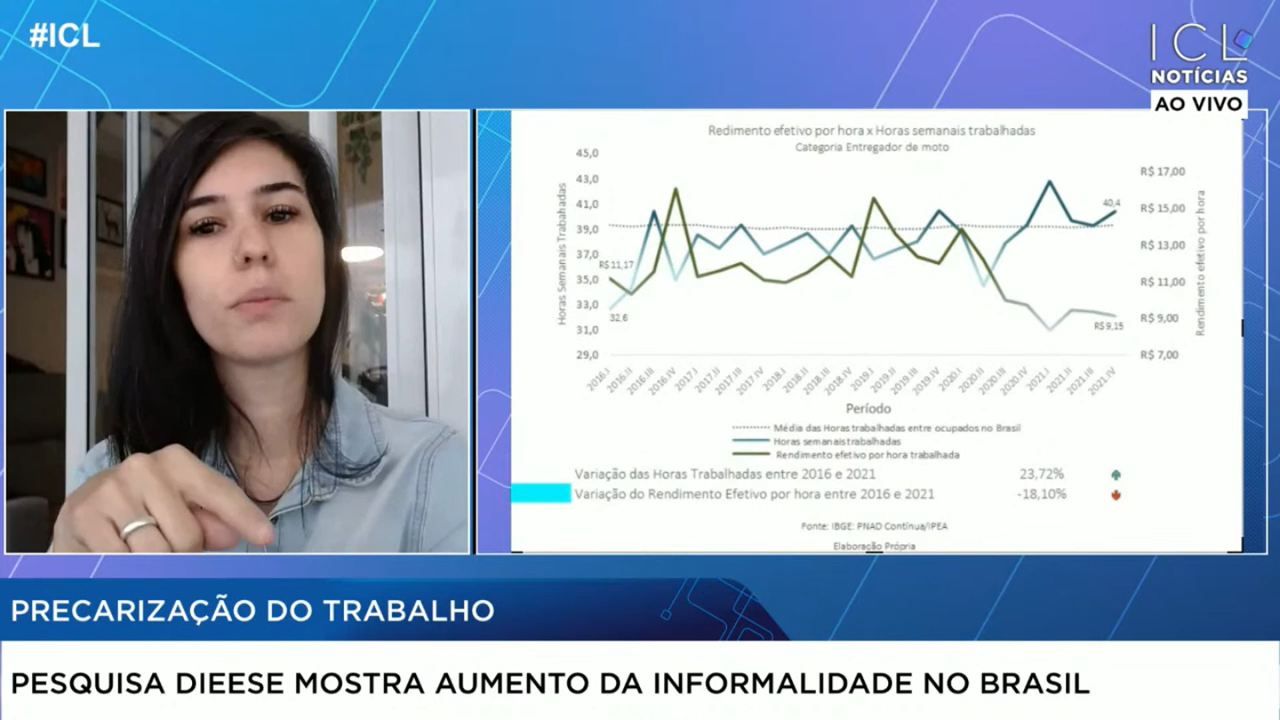 #ICL
ICL
NOTÍCIAS
AO VIVO
Redimento efetivo por hora x Horas semanais trabalhadas
Categoria Entregador de moto
45,0
43,0
41,0
39,0
37,0
35,0
33,0
31,0
29,0
Horas Semanais Trabahadas
R$ 17,00
R$ 15,00
R$ 13,00
R$ 11,00
R$ 9,00
R$ 7,00
Rendimento efetivo por hora
R$ 11,17
32,6
40,4
R$ 9,15
2016.I
2016.II
2016.III
2016.IV
2017.I
2017.II
2017.III
2017.IV
2018.I
2018.II
2018.III
2018.IV
2019.I
2019.II
2019.III
2019.IV
2020.I
2020.II
2020.III
2020.IV
2021.I
2021.II
2021.III
2021.IV
Período
Média das Horas trabalhadas entre ocupados no Brasil
Horas semanais trabalhadas
Rendimento efetivo por hora trabalhada
Variação das Horas Trabalhadas entre 2016 e 2021 23,72%
Variação do Rendimento Efetivo por hora entre 2016 e 2021 -18,10%
Fonte: IBGE: PNAD Contínua/IPEA
Elaboração Própria
PRECARIZAÇÃO DO TRABALHO
PESQUISA DIEESE MOSTRA AUMENTO DA INFORMALIDADE NO BRASIL